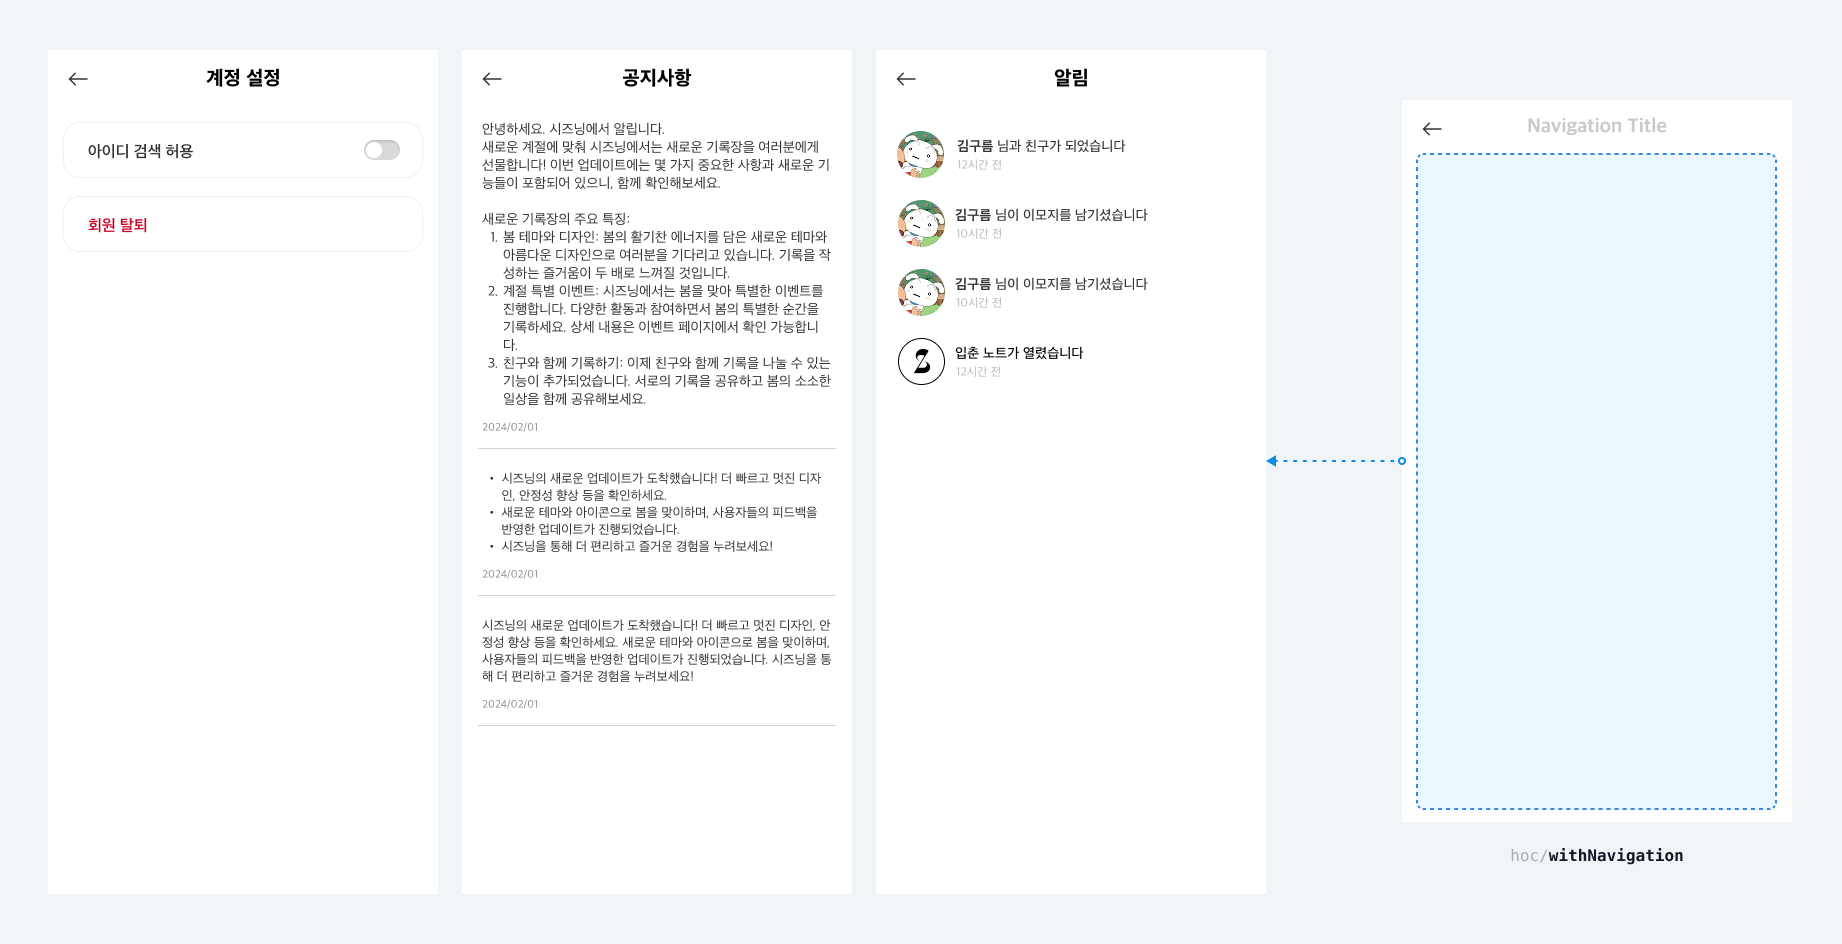 계정 설정
아이디 검색 허용
회원 탈퇴
공지사항
안녕하세요. 시즈닝에서 알립니다.
새로운 계절에 맞춰 시즈닝에서는 새로운 기록장을 여러분에게
선물합니다! 이번 업데이트에는 몇 가지 중요한 사항과 새로운 기
능들이 포함되어 있으니, 함께 확인해보세요.
새로운 기록장의 주요 특징:
1. 봄 테마와 디자인: 봄의 활기찬 에너지를 담은 새로운 테마와
아름다운 디자인으로 여러분을 기다리고 있습니다. 기록을 작
성하는 즐거움이 두 배로 느껴질 것입니다.
2. 계절 특별 이벤트: 시즈닝에서는 봄을 맞아 특별한 이벤트를
진행합니다. 다양한 활동과 참여하면서 봄의 특별한 순간을
기록하세요. 상세 내용은 이벤트 페이지에서 확인 가능합니
다.
3. 친구와 함께 기록하기: 이제 친구와 함께 기록을 나눌 수 있는
기능이 추가되었습니다. 서로의 기록을 공유하고 봄의 소소한
일상을 함께 공유해보세요.
2024/02/01
• 시즈닝의 새로운 업데이트가 도착했습니다! 더 빠르고 멋진 디자
인, 안정성 향상 등을 확인하세요.
• 새로운 테마와 아이콘으로 봄을 맞이하며, 사용자들의 피드백을
반영한 업데이트가 진행되었습니다.
• 시즈닝을 통해 더 편리하고 즐거운 경험을 누려보세요!
2024/02/01
시즈닝의 새로운 업데이트가 도착했습니다! 더 빠르고 멋진 디자인, 안
정성 향상 등을 확인하세요. 새로운 테마와 아이콘으로 봄을 맞이하며,
사용자들의 피드백을 반영한 업데이트가 진행되었습니다. 시즈닝을 통
해 더 편리하고 즐거운 경험을 누려보세요!
2024/02/01
알림
김구름 님과 친구가 되었습니다
12시간 전
김구름 님이 이모지를 남기셨습니다
10시간 전
김구름 님이 이모지를 남기셨습니다
10시간 전
입춘 노트가 열렸습니다
12시간 전
Navigation Title
hoc/withNavigation